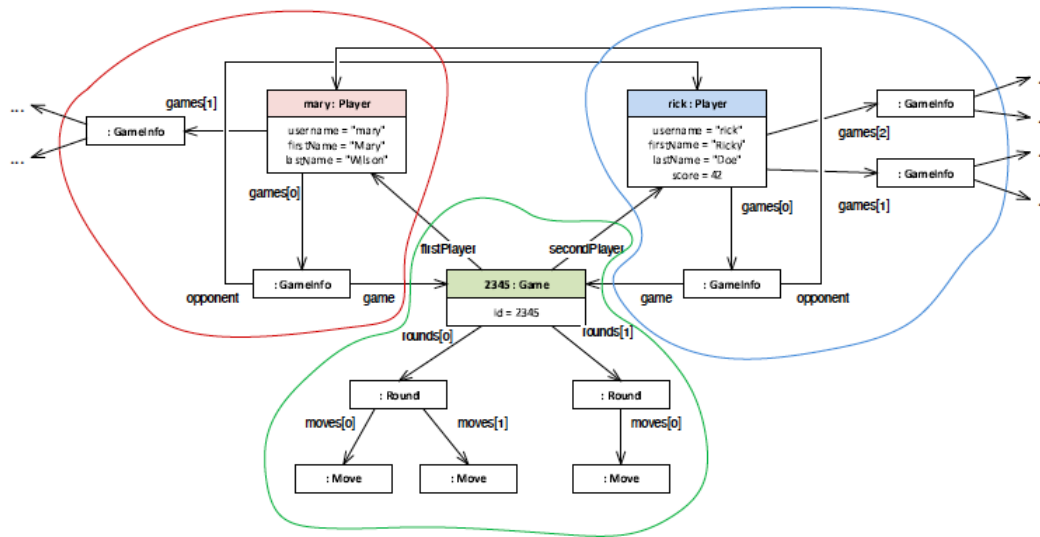 games[1]
mary: Player
rick: Player
...
: GameInfo
username = "mary"
firstName = "Mary"
lastName = "Wilson"
username = "rick"
firstName = "Ricky"
lastName = "Doe"
score = 42
: GameInfo
games[2]
...
: GameInfo
games[1]
games[0]
games[0]
firstPlayer
secondPlayer
: GameInfo
opponent
game
2345 : Game
id = 2345
game
: GameInfo
opponent
rounds[0]
rounds[1]
: Round
: Round
moves[0]
moves[1]
moves[0]
: Move
: Move
: Move